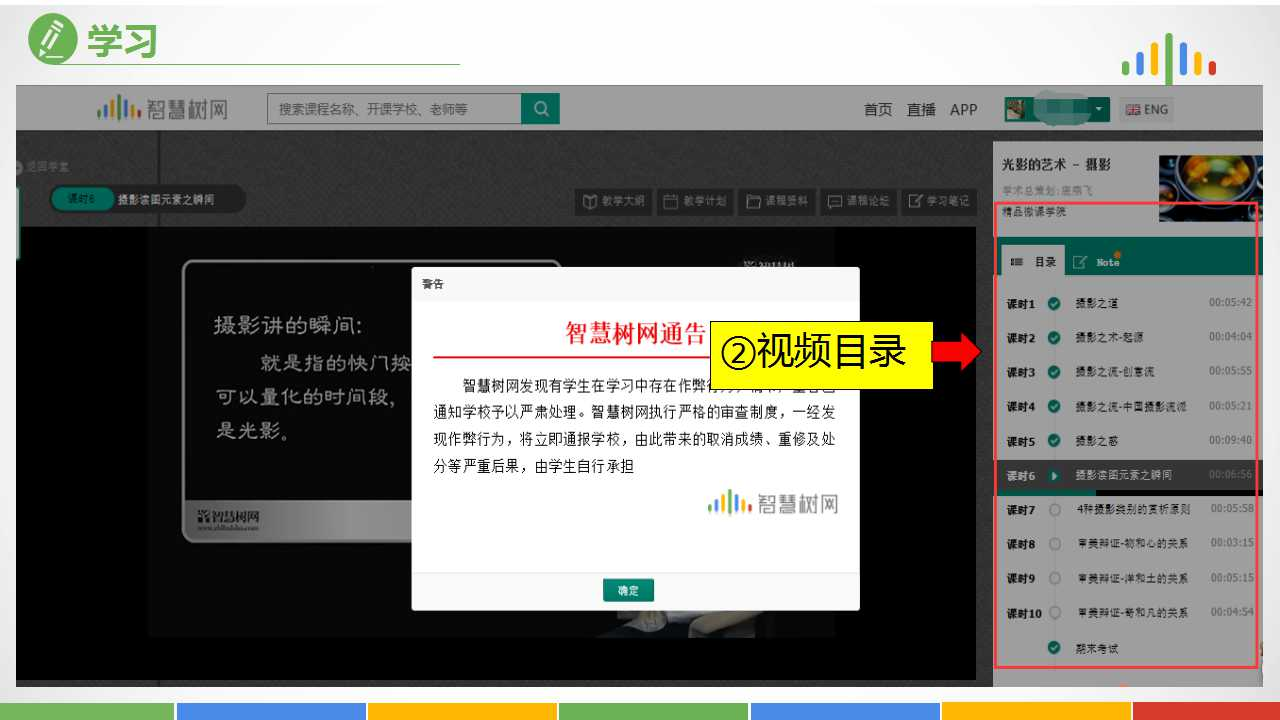 学习
智慧树网
搜索课程名称、开课学校、老师等
首页 直播 APP
ENG
返回学堂
课时6 摄影读图元素之瞬间
教学大纲 教学计划 课程资料 课程论坛 学习笔记
光影的艺术 - 摄影
学术总策划: 唐燕飞
精品微课学院
目录 Note
课时1 摄影之道 00:05:42
课时2 摄影之术-起源 00:04:04
课时3 摄影之流-创意流 00:05:55
课时4 摄影之流-中国摄影流派 00:05:21
课时5 摄影之惑 00:09:40
课时6 摄影读图元素之瞬间 00:06:56
课时7 4种摄影类别的赏析原则 00:05:58
课时8 审美辩证-物和心的关系 00:03:15
课时9 审美辩证-洋和土的关系 00:05:15
课时10 审美辩证-奇和凡的关系 00:04:54
期末考试
摄影讲的瞬间:
就是指的快门按
可以量化的时间段,
是光影。
智慧树网
www.zhihuishu.com
警告
智慧树网通告
智慧树网发现有学生在学习中存在作弊行为,
通知学校予以严肃处理。智慧树网执行严格的审查制度，一经发
现作弊行为，将立即通报学校，由此带来的取消成绩、重修及处
分等严重后果，由学生自行承担
智慧树网
确定
②视频目录